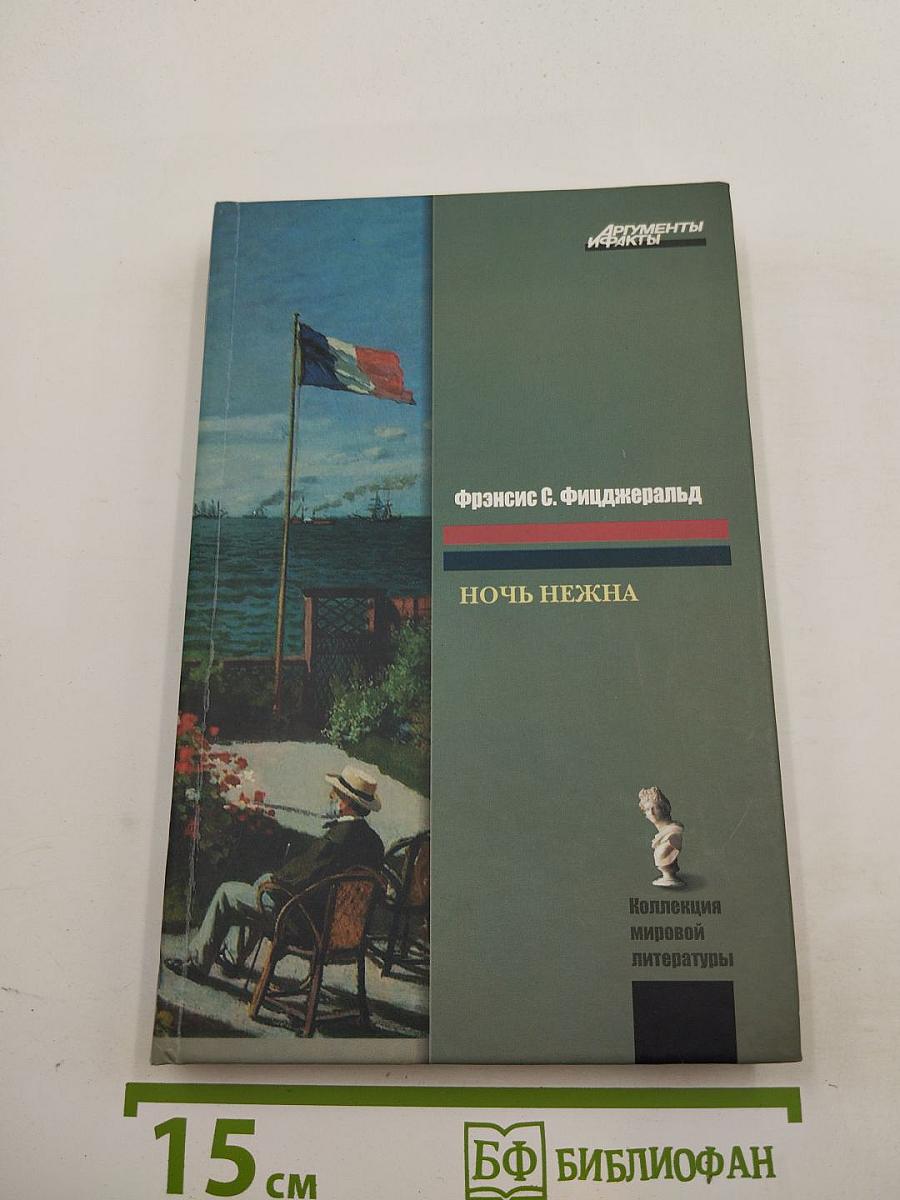 Аргументы
и Факты
Фрэнсис С. Фицджеральд
НОЧЬ НЕЖНА
Коллекция
мировой
литературы
15 см
БФ БИБЛИОФАН